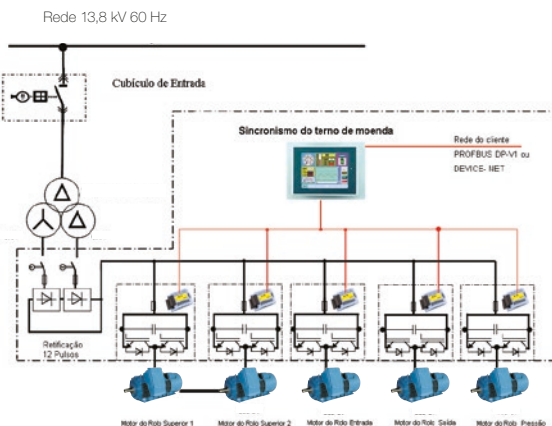 Rede 13,8 kV 60 Hz
Cubículo de Entrada
Sincronismo do terno de moenda
Rede do cliente
PROFIBUS DP-V1 ou
DEVICE- NET
Retificação
12 Pulsos
Motor do Rolo Superior 1
Motor do Rolo Superior 2
Motor do Rolo Entrada
Motor do Rolo Saída
Motor do Rolo Pressão